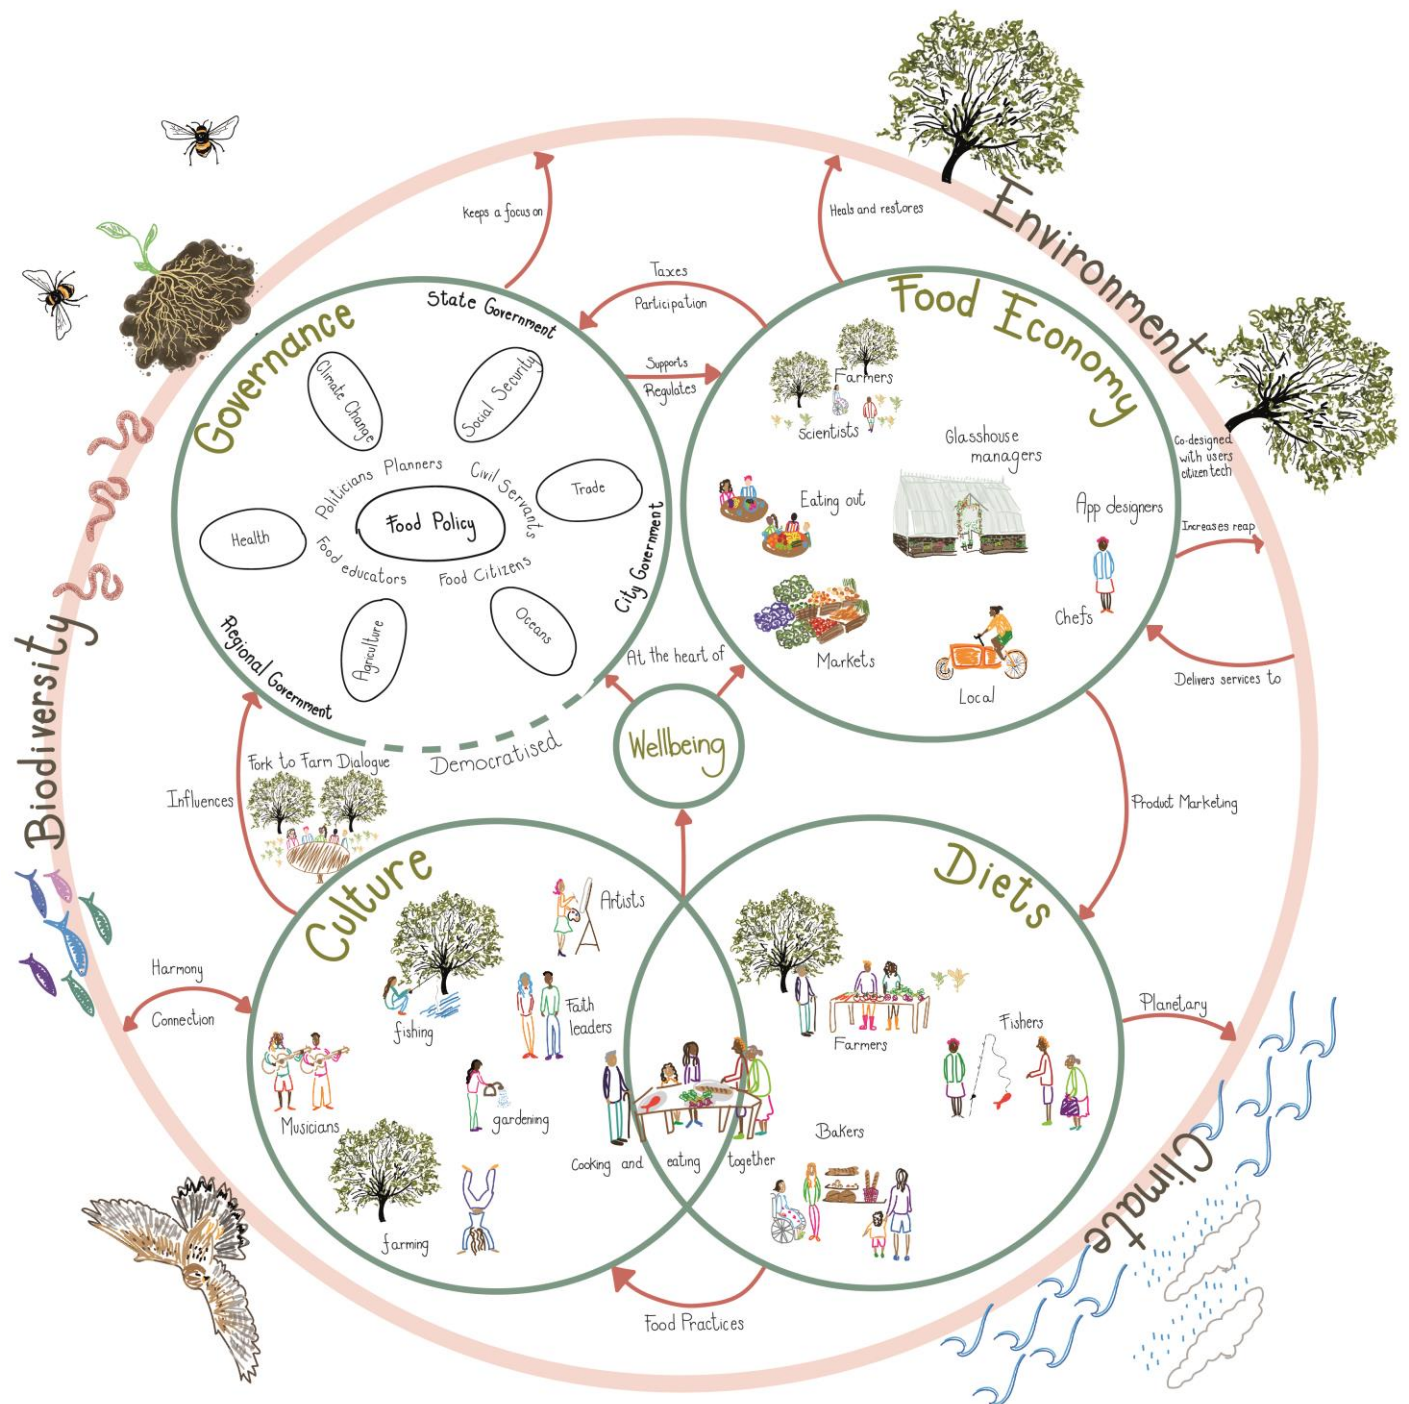 Environment
Keeps a focus on
Heals and restores
Taxes
Participation
Supports
Regulates
Governance
State Government
Climate Change
Social Security
Politicians
Planners
Civil Servants
Trade
Food Policy
Health
Food educators
Food Citizens
City Government
Agriculture
Oceans
Regional Government
Democratised
Food Economy
Farmers
Scientists
Glasshouse
managers
Eating out
App designers
Chefs
Markets
Local
Co-designed
with users
citizen tech
Increases reap
Delivers services to
At the heart of
Wellbeing
Biodiversity
Fork to Farm Dialogue
Influences
Product Marketing
Culture
Artists
fishing
Faith
leaders
Musicians
gardening
farming
Harmony
Connection
Diets
Farmers
Fishers
Bakers
Planetary
Cooking and eating together
Food Practices
Climate